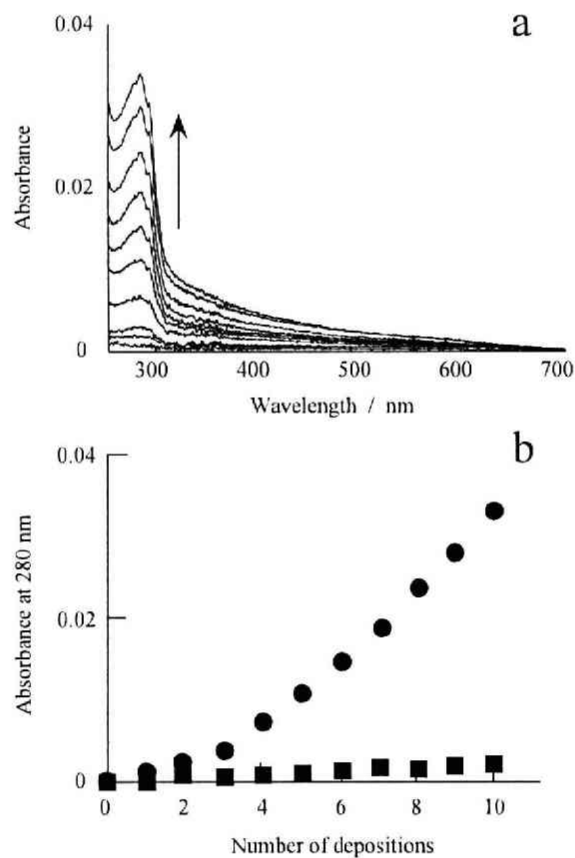 a
0.04
0.02
0
Absorbance
300 400 500 600 700
Wavelength / nm
b
0.04
0.02
0
Absorbance at 280 nm
0 2 4 6 8 10
Number of depositions